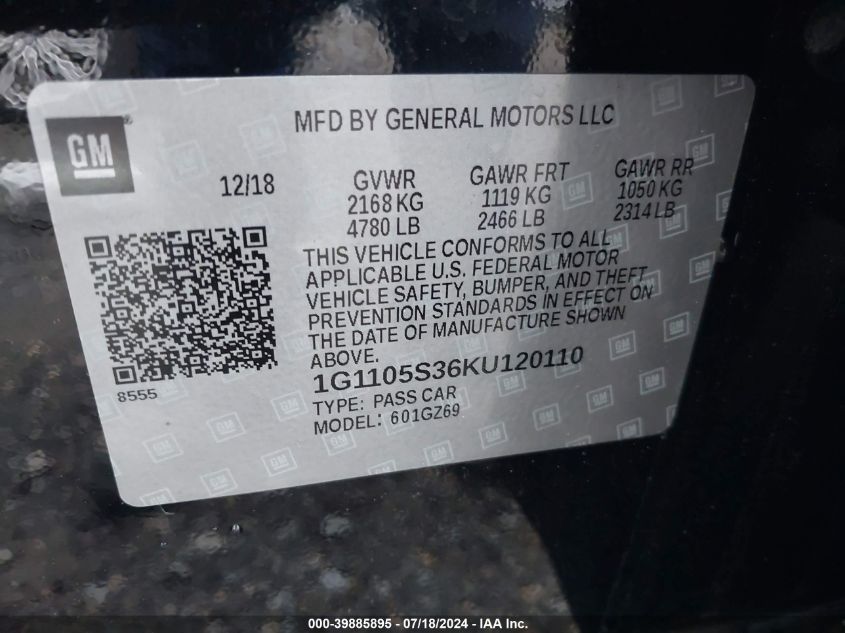 MFD BY GENERAL MOTORS LLC
GM
12/18
GVWR
2168 KG
4780 LB
GAWR FRT
1119 KG
2466 LB
GAWR RR
1050 KG
2314 LB
THIS VEHICLE CONFORMS TO ALL
APPLICABLE U.S. FEDERAL MOTOR
VEHICLE SAFETY, BUMPER, AND THEFT
PREVENTION STANDARDS IN EFFECT ON
THE DATE OF MANUFACTURE SHOWN
ABOVE.
1G1105S36KU120110
TYPE: PASS CAR
MODEL: 601GZ69
8555
000-39885895 / 07/18/2024 - IAA Inc.